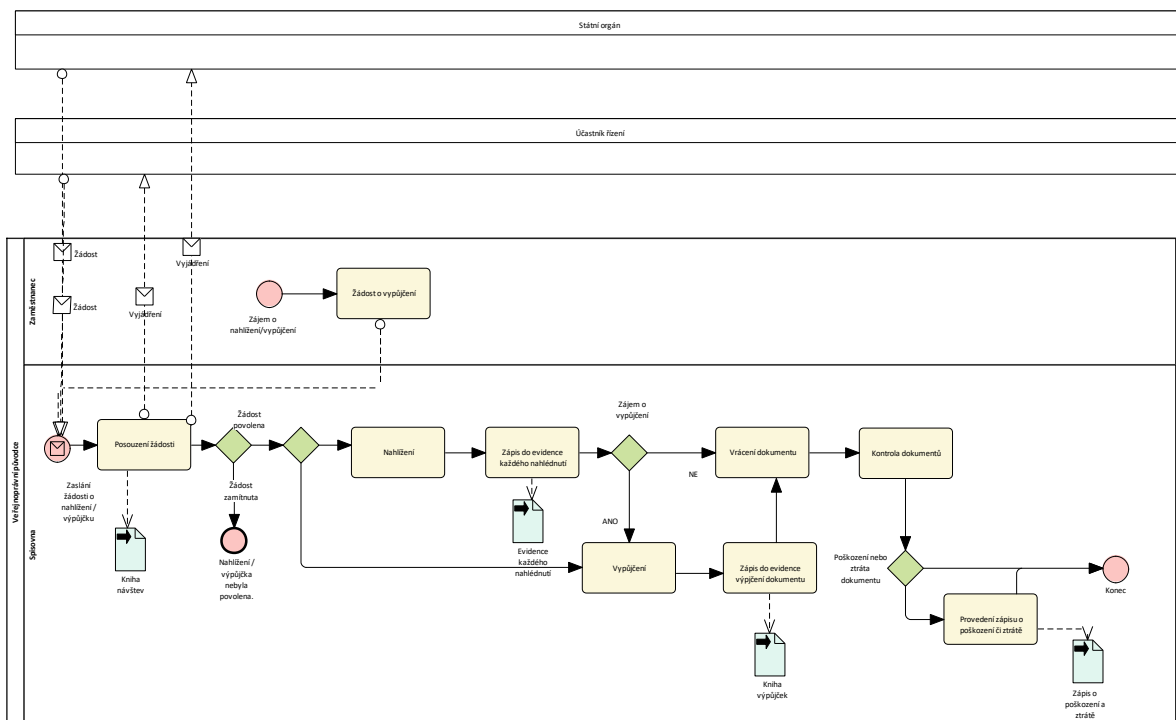 Státní orgán
Účastník řízení
Veřejnoprávní původce
Zaměstnanec
Žádost
Žádost
Vyjádření
Vyjádření
Zájem o
nahlížení/vypůjčení
Žádost o vypůjčení
Spisovna
Zaslání
žádosti o
nahlížení /
výpůjčku
Posouzení žádosti
Kniha
návštev
Žádost
povolena
Žádost
zamítnuta
Nahlížení /
výpůjčka
nebyla
povolena.
Nahlížení
Zápis do evidence
každého nahlédnutí
Evidence
každého
nahlédnutí
Zájem o
vypůjčení
NE
ANO
Vypůjčení
Vrácení dokumentu
Zápis do evidence
výpjčení dokumentu
Kniha
výpůjček
Kontrola dokumentů
Poškození nebo
ztráta
dokumentu
Provedení zápisu o
poškození či ztrátě
Konec
Zápis o
poškození a
ztrátě